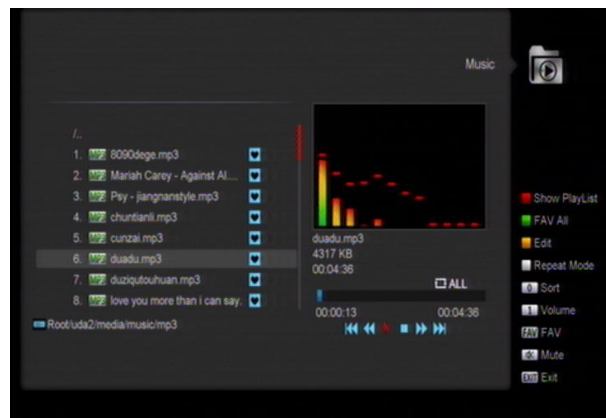 Music
/..
1. MP3 8090dege.mp3
2. MP3 Mariah Carey - Against Al....
3. MP3 Psy - jiangnanstyle.mp3
4. MP3 chuntianli.mp3
5. MP3 cunzai.mp3
6. MP3 duadu.mp3
7. MP3 duziqutouhuan.mp3
8. MP3 love you more than i can say.
Root/uda2/media/music/mp3
duadu.mp3
4317 KB
00:04:36
ALL
00:00:13 00:04:36
Show PlayList
FAV All
Edit
Repeat Mode
0 Sort
1 Volume
FAV FAV
Mute
EXIT Exit